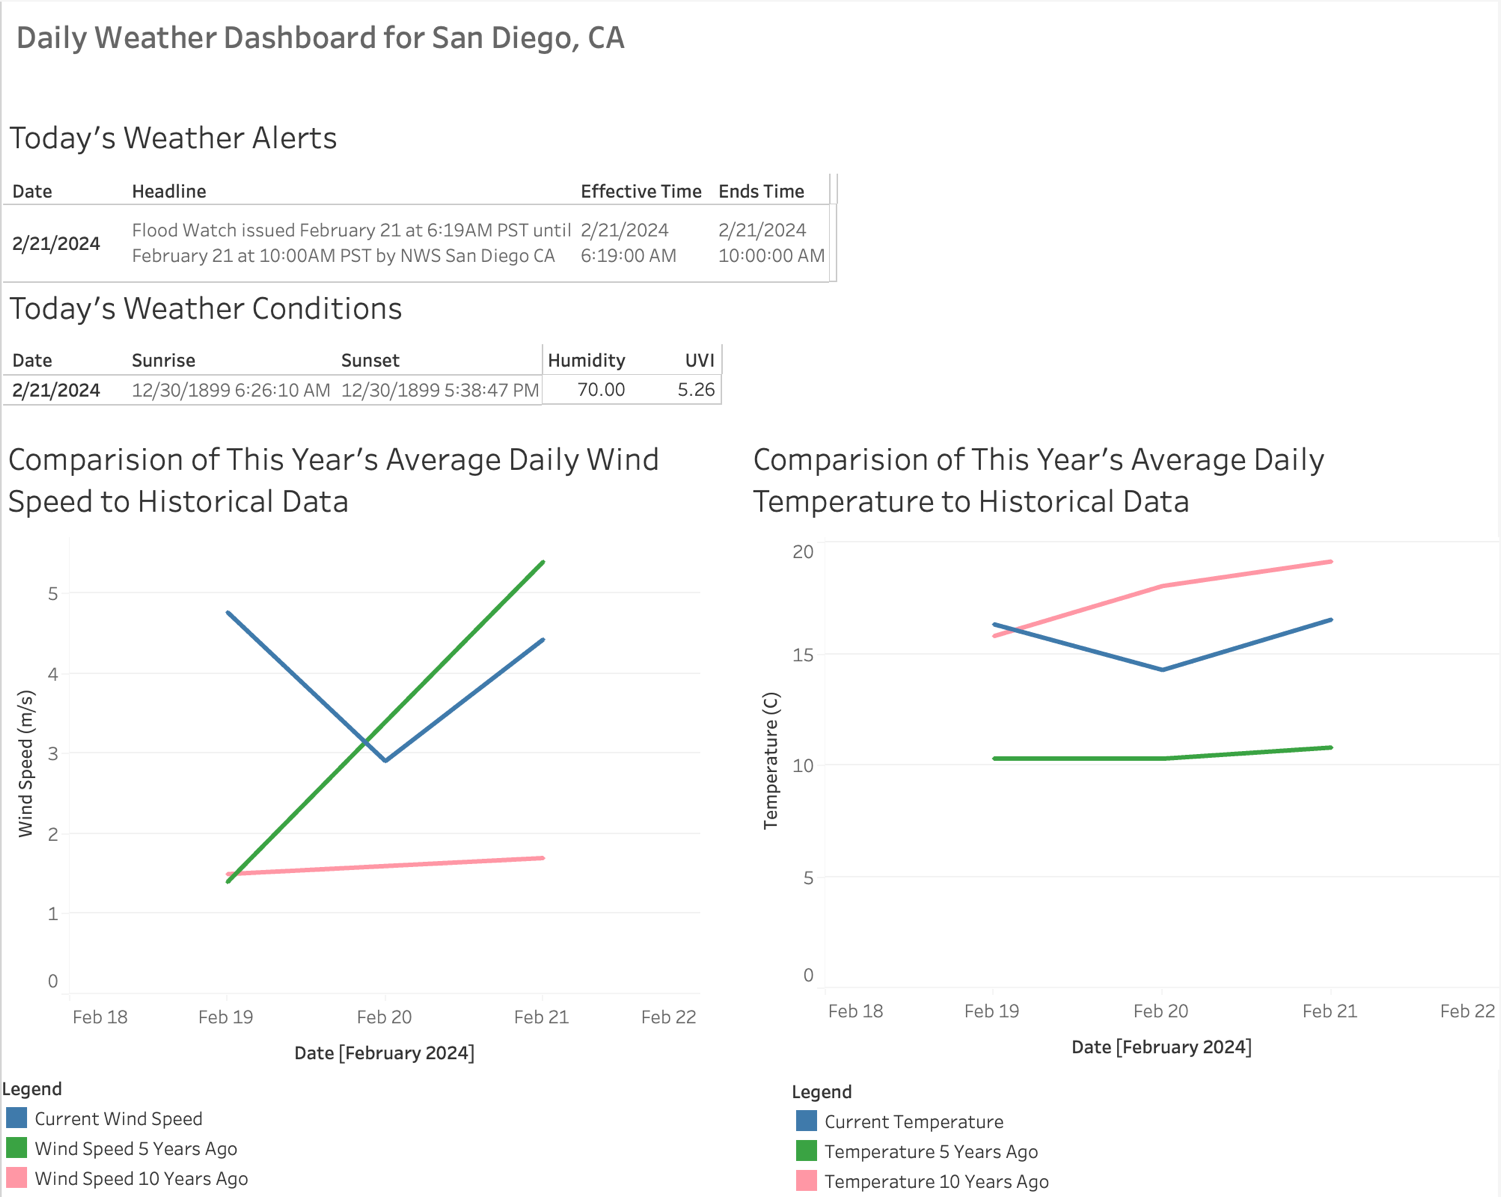 Daily Weather Dashboard for San Diego, CA
Today's Weather Alerts
Date Headline Effective Time Ends Time
2/21/2024 Flood Watch issued February 21 at 6:19AM PST until 2/21/2024 2/21/2024
February 21 at 10:00AM PST by NWS San Diego CA 6:19:00 AM 10:00:00 AM
Today's Weather Conditions
Date Sunrise Sunset Humidity UVI
2/21/2024 12/30/1899 6:26:10 AM 12/30/1899 5:38:47 PM 70.00 5.26
Comparision of This Year's Average Daily Wind
Speed to Historical Data
5
4
3
2
1
0
Wind Speed (m/s)
Feb 18 Feb 19 Feb 20 Feb 21 Feb 22
Date [February 2024]
Legend
Current Wind Speed
Wind Speed 5 Years Ago
Wind Speed 10 Years Ago
Comparision of This Year's Average Daily
Temperature to Historical Data
20
15
10
5
0
Temperature (C)
Feb 18 Feb 19 Feb 20 Feb 21 Feb 22
Date [February 2024]
Legend
Current Temperature
Temperature 5 Years Ago
Temperature 10 Years Ago